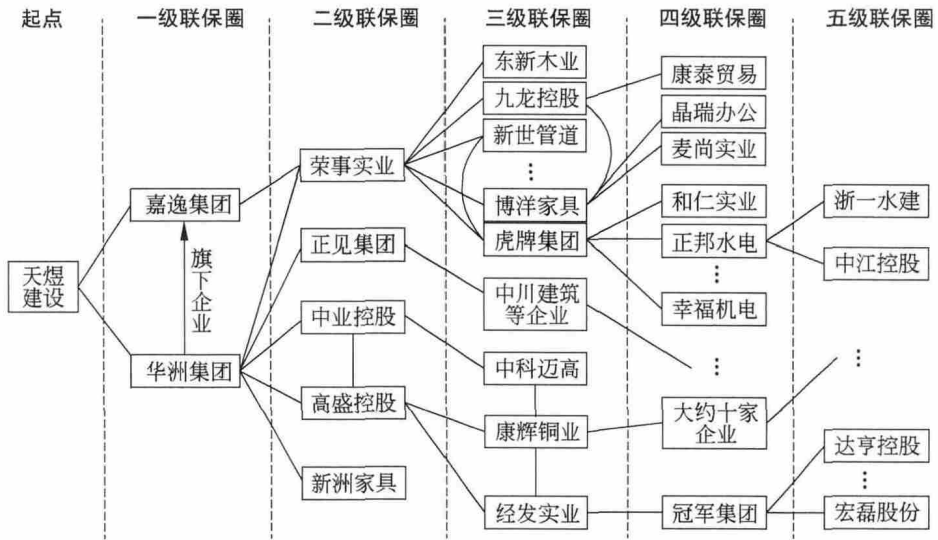 起点
一级联保圈
二级联保圈
三级联保圈
四级联保圈
五级联保圈
天煜
建设
嘉逸集团
旗下企业
华洲集团
荣事实业
正见集团
中业控股
高盛控股
新洲家具
东新木业
九龙控股
新世管道
⋮
博洋家具
虎牌集团
中川建筑
等企业
中科迈高
康辉铜业
经发实业
康泰贸易
晶瑞办公
麦尚实业
和仁实业
正邦水电
⋮
幸福机电
⋮
大约十家
企业
冠军集团
浙一水建
中江控股
⋮
达亨控股
⋮
宏磊股份